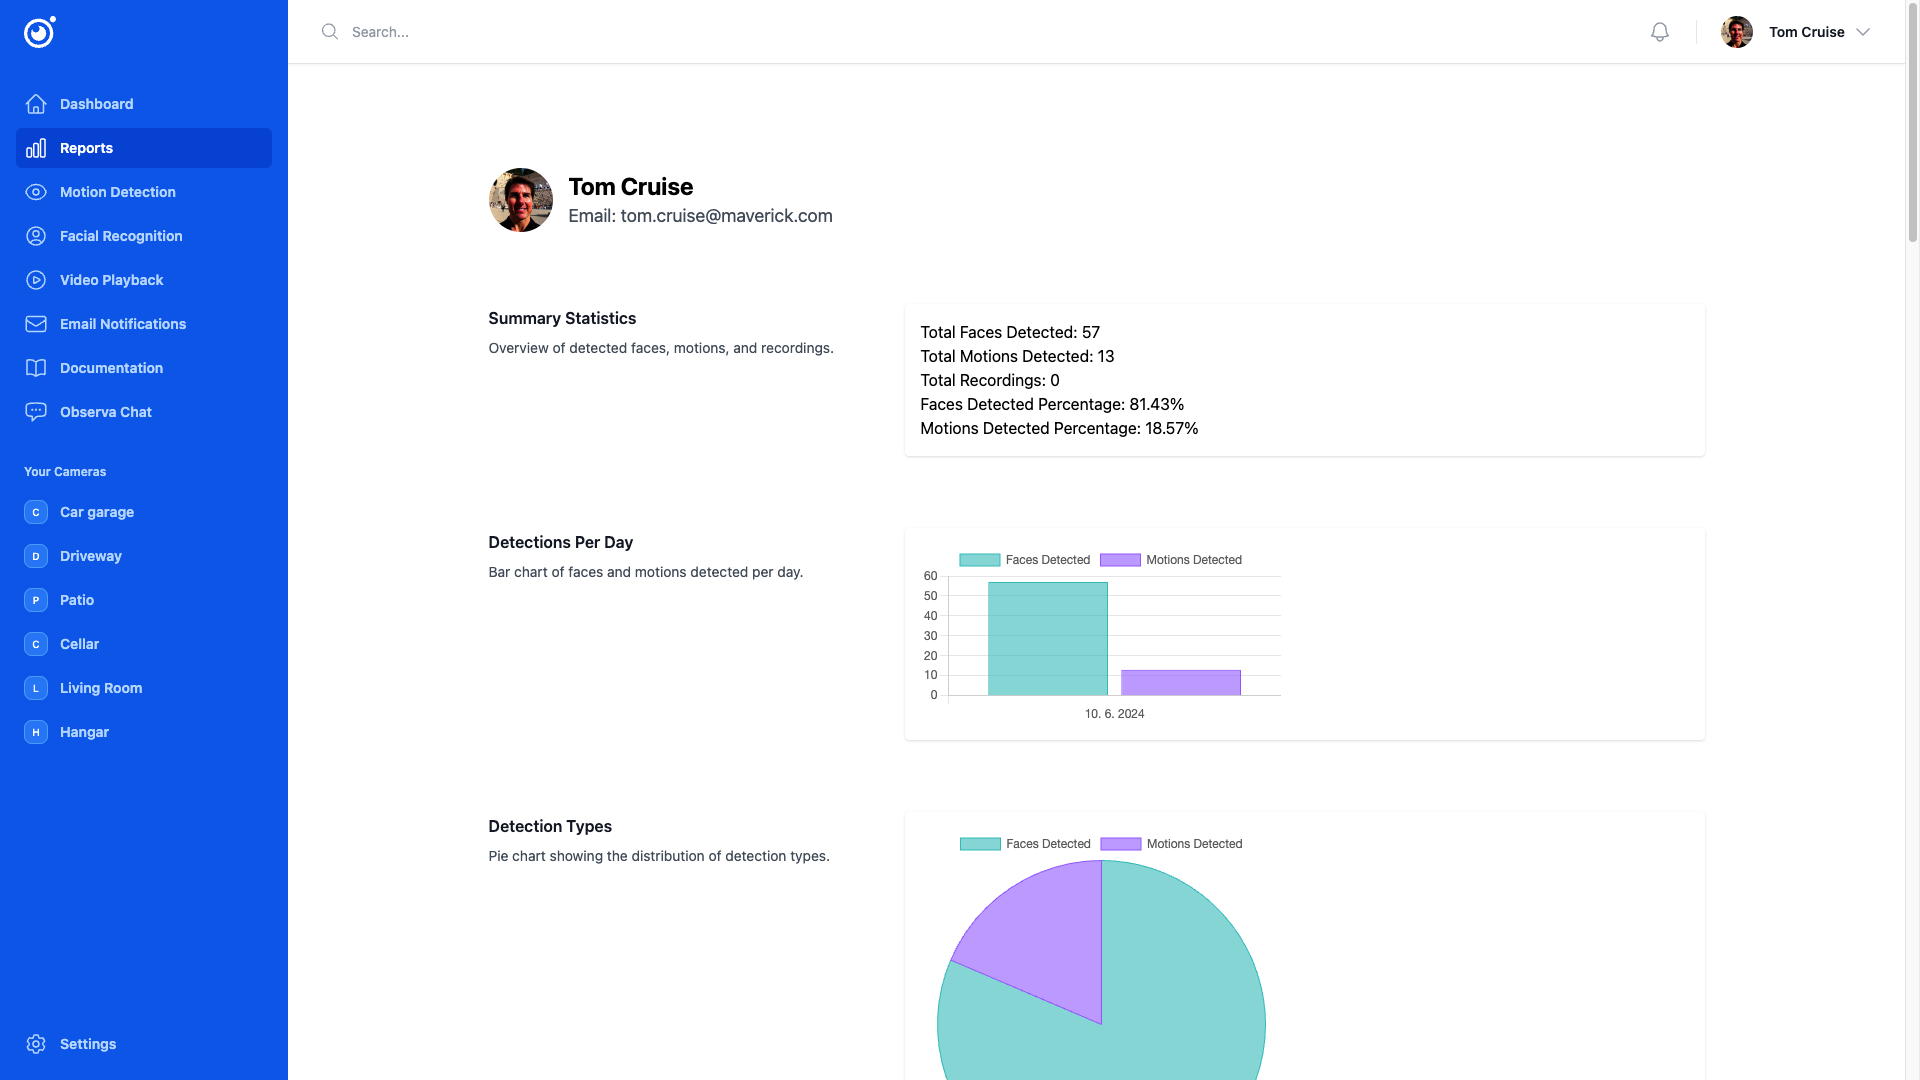 Search...
Tom Cruise
Dashboard
Reports
Motion Detection
Facial Recognition
Video Playback
Email Notifications
Documentation
Observa Chat
Your Cameras
C Car garage
D Driveway
P Patio
C Cellar
L Living Room
H Hangar
Settings
Tom Cruise
Email: tom.cruise@maverick.com
Summary Statistics
Overview of detected faces, motions, and recordings.
Total Faces Detected: 57
Total Motions Detected: 13
Total Recordings: 0
Faces Detected Percentage: 81.43%
Motions Detected Percentage: 18.57%
Detections Per Day
Bar chart of faces and motions detected per day.
Faces Detected Motions Detected
60
50
40
30
20
10
0
10. 6. 2024
Detection Types
Pie chart showing the distribution of detection types.
Faces Detected Motions Detected